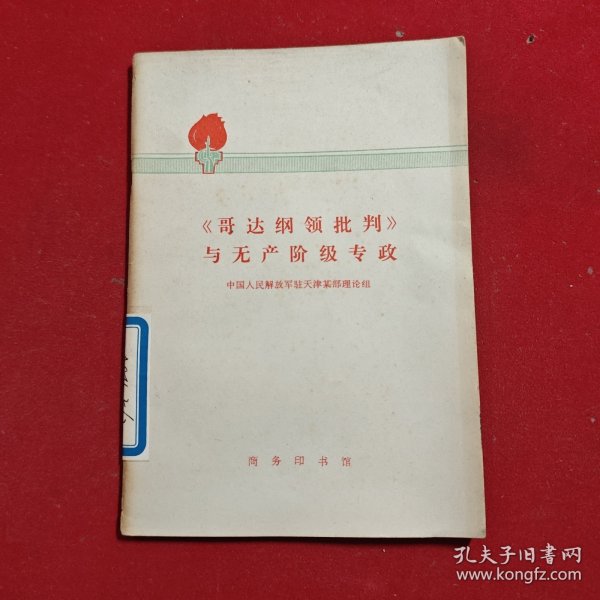 《哥达纲领批判》
与无产阶级专政
中国人民解放军驻天津某部理论组
商务印书馆
孔夫子旧书网
www.kongfz.com